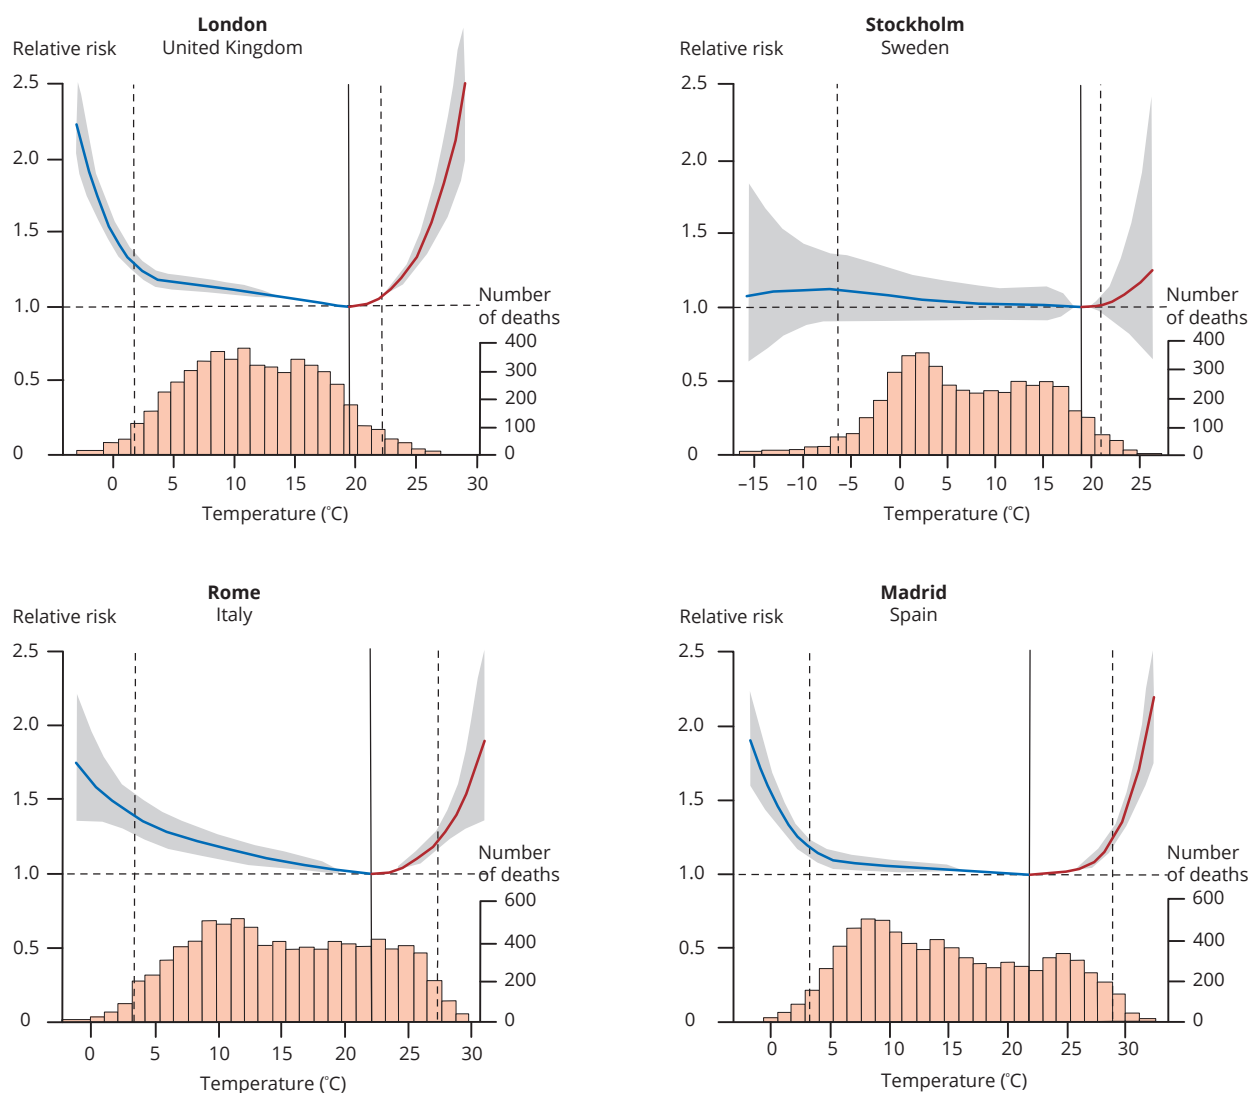 London
United Kingdom
Relative risk
2.5
2.0
1.5
1.0
0.5
0
Number
of deaths
400
300
200
100
0
0 5 10 15 20 25 30
Temperature (°C)
Stockholm
Sweden
Relative risk
2.5
2.0
1.5
1.0
0.5
0
Number
of deaths
400
300
200
100
0
–15 –10 –5 0 5 10 15 20 25
Temperature (°C)
Rome
Italy
Relative risk
2.5
2.0
1.5
1.0
0.5
0
Number
of deaths
600
400
200
0
0 5 10 15 20 25 30
Temperature (°C)
Madrid
Spain
Relative risk
2.5
2.0
1.5
1.0
0.5
0
Number
of deaths
600
400
200
0
0 5 10 15 20 25 30
Temperature (°C)